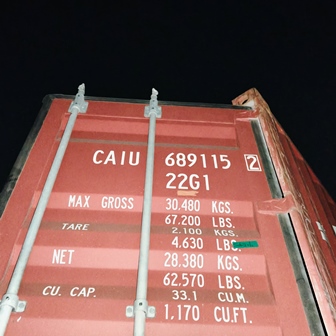 CAIU 689115 2
22G1
MAX GROSS 30.480 KGS.
67.200 LBS.
TARE 2.100 KGS.
4.630 LBS.
NET 28.380 KGS.
62,570 LBS.
CU. CAP. 33.1 CU.M.
1,170 CU.FT.